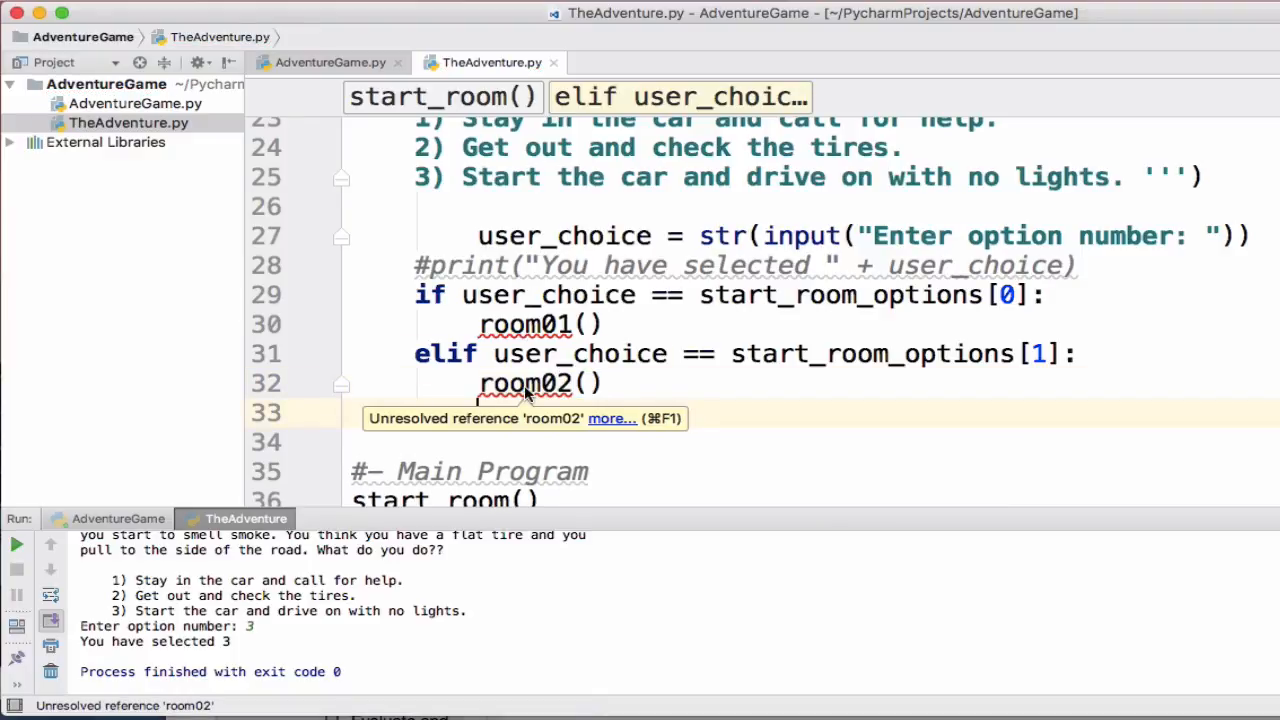 TheAdventure.py - AdventureGame - [~/PycharmProjects/AdventureGame]
AdventureGame TheAdventure.py
Project AdventureGame.py TheAdventure.py
AdventureGame ~/Pycharm
AdventureGame.py
TheAdventure.py
External Libraries
start_room() elif user_choic…
23 1) Stay in the car and call for help.
24 2) Get out and check the tires.
25 3) Start the car and drive on with no lights. ''')
26
27 user_choice = str(input("Enter option number: "))
28 #print("You have selected " + user_choice)
29 if user_choice == start_room_options[0]:
30 room01()
31 elif user_choice == start_room_options[1]:
32 room02()
33
Unresolved reference 'room02' more... (⌘F1)
34
35 #– Main Program
36 start_room()
Run: AdventureGame TheAdventure
you start to smell smoke. You think you have a flat tire and you
pull to the side of the road. What do you do??
1) Stay in the car and call for help.
2) Get out and check the tires.
3) Start the car and drive on with no lights.
Enter option number: 3
You have selected 3
Process finished with exit code 0
Unresolved reference 'room02'